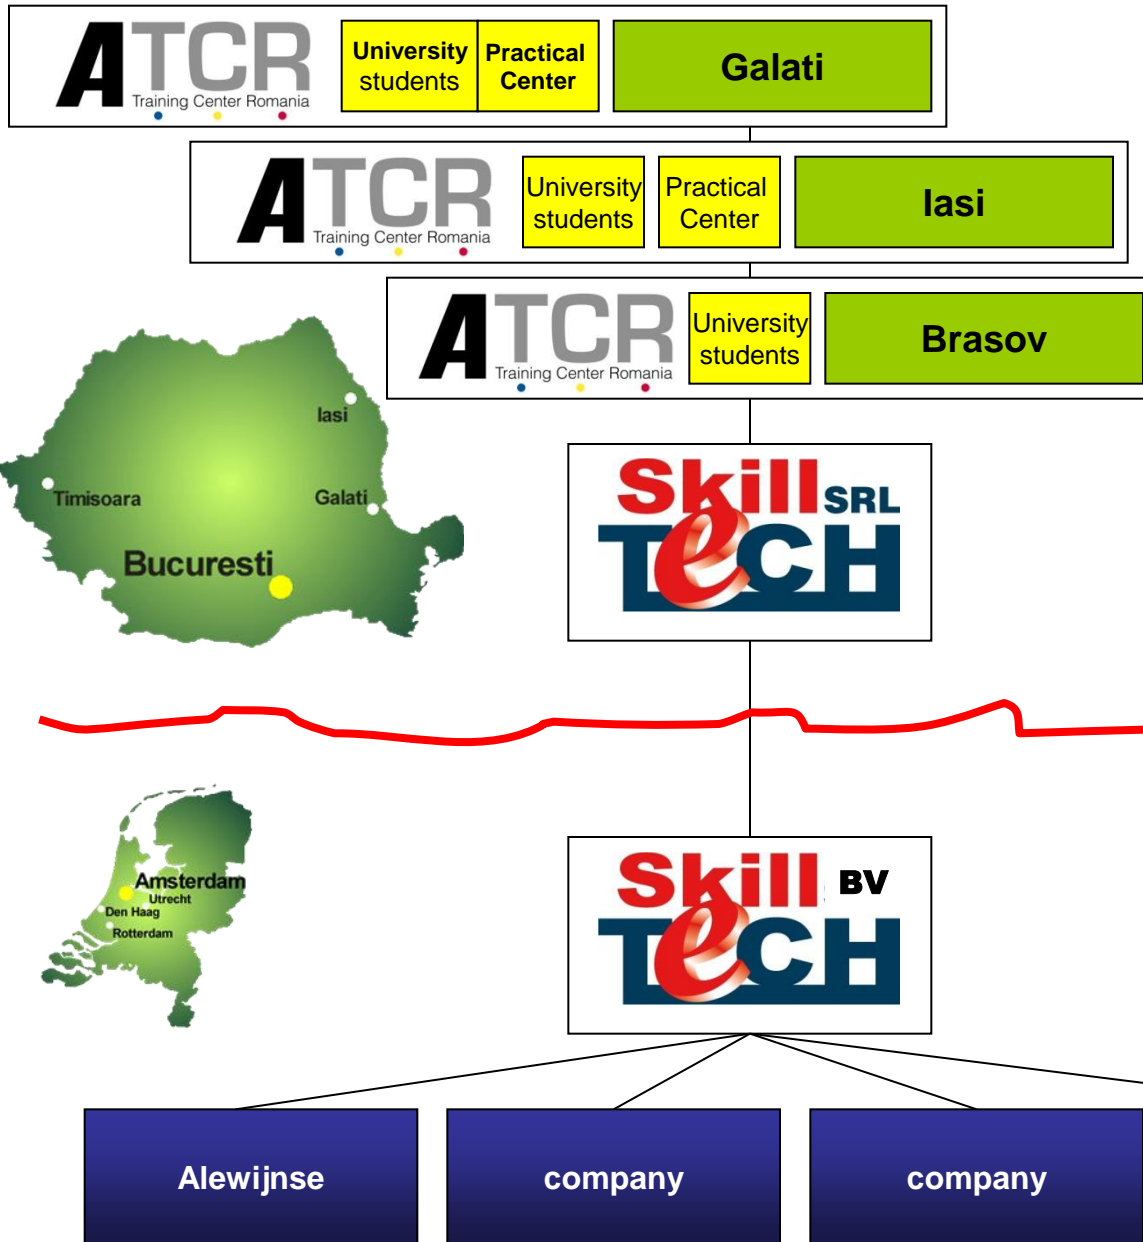 ATCR
Training Center Romania
University
students
Practical
Center
Galati
ATCR
Training Center Romania
University
students
Practical
Center
Iasi
ATCR
Training Center Romania
University
students
Brasov
Iasi
Timisoara
Galati
Bucuresti
Skill SRL
TeCH
Amsterdam
Utrecht
Den Haag
Rotterdam
Skill BV
TeCH
Alewijnse
company
company